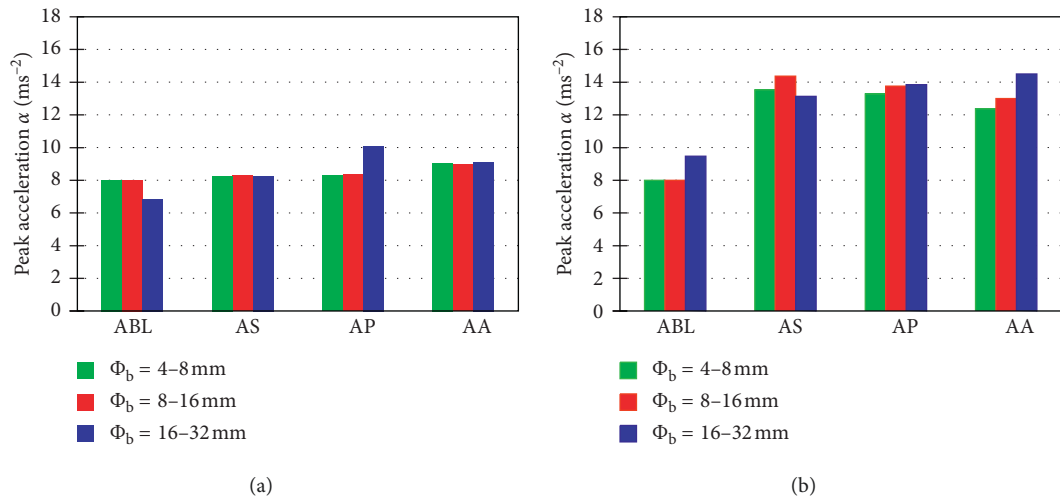 Peak acceleration α (ms⁻²)
18
16
14
12
10
8
6
4
2
0
ABL AS AP AA
Φb = 4–8 mm
Φb = 8–16 mm
Φb = 16–32 mm
(a)
Peak acceleration α (ms⁻²)
18
16
14
12
10
8
6
4
2
0
ABL AS AP AA
Φb = 4–8 mm
Φb = 8–16 mm
Φb = 16–32 mm
(b)